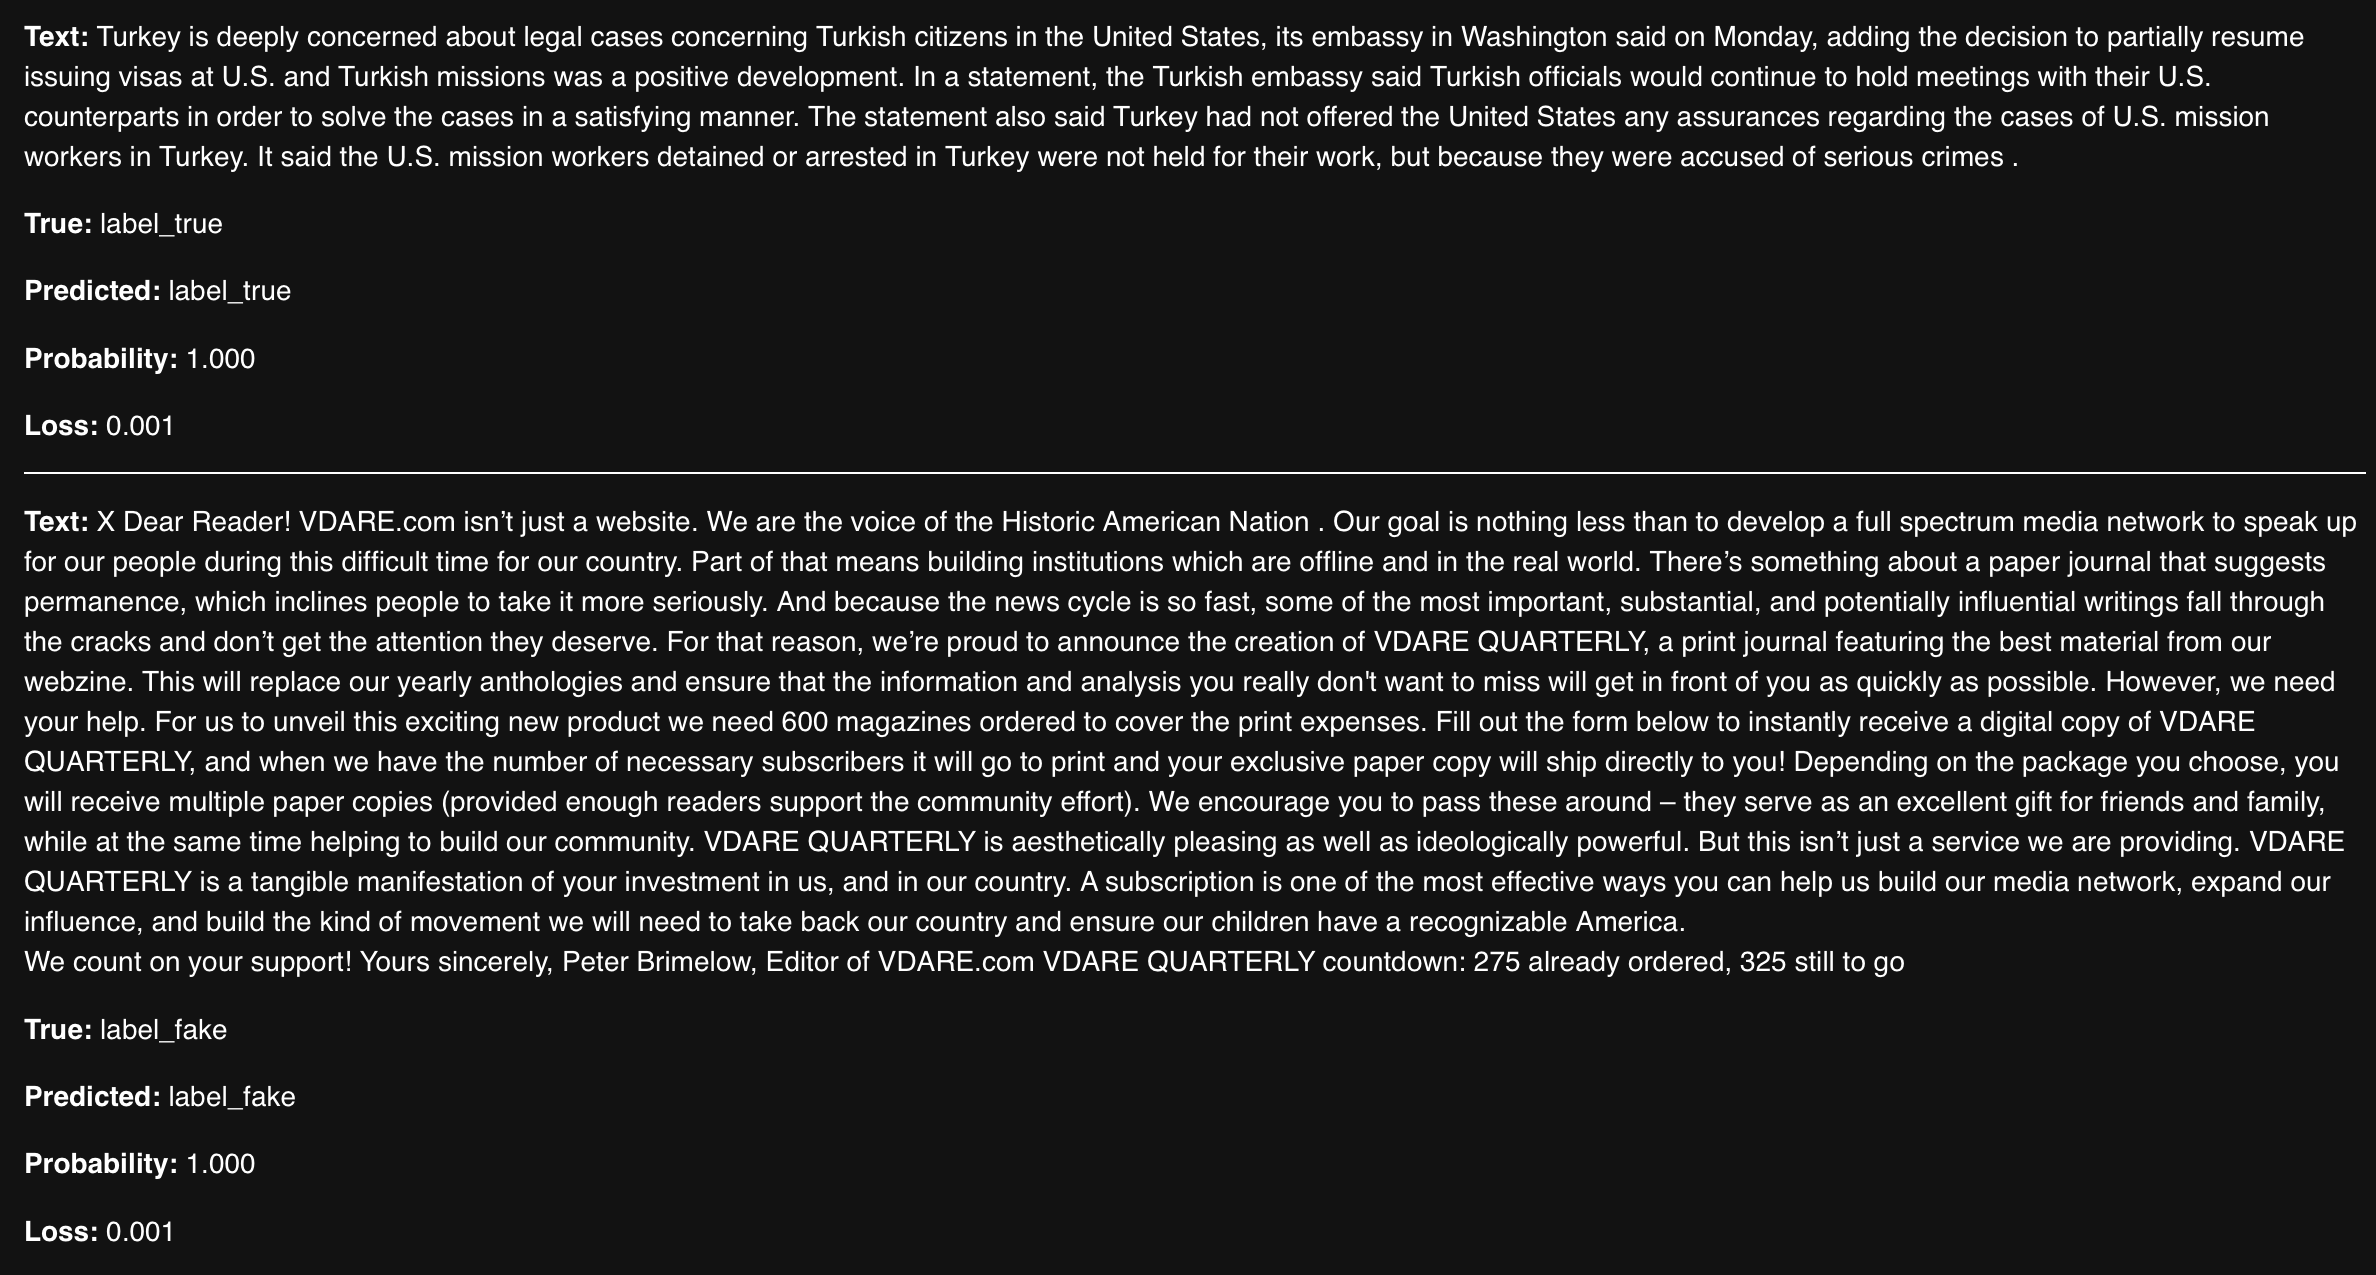 Text: Turkey is deeply concerned about legal cases concerning Turkish citizens in the United States, its embassy in Washington said on Monday, adding the decision to partially resume
issuing visas at U.S. and Turkish missions was a positive development. In a statement, the Turkish embassy said Turkish officials would continue to hold meetings with their U.S.
counterparts in order to solve the cases in a satisfying manner. The statement also said Turkey had not offered the United States any assurances regarding the cases of U.S. mission
workers in Turkey. It said the U.S. mission workers detained or arrested in Turkey were not held for their work, but because they were accused of serious crimes .
True: label_true
Predicted: label_true
Probability: 1.000
Loss: 0.001
Text: X Dear Reader! VDARE.com isn’t just a website. We are the voice of the Historic American Nation . Our goal is nothing less than to develop a full spectrum media network to speak up
for our people during this difficult time for our country. Part of that means building institutions which are offline and in the real world. There’s something about a paper journal that suggests
permanence, which inclines people to take it more seriously. And because the news cycle is so fast, some of the most important, substantial, and potentially influential writings fall through
the cracks and don’t get the attention they deserve. For that reason, we’re proud to announce the creation of VDARE QUARTERLY, a print journal featuring the best material from our
webzine. This will replace our yearly anthologies and ensure that the information and analysis you really don't want to miss will get in front of you as quickly as possible. However, we need
your help. For us to unveil this exciting new product we need 600 magazines ordered to cover the print expenses. Fill out the form below to instantly receive a digital copy of VDARE
QUARTERLY, and when we have the number of necessary subscribers it will go to print and your exclusive paper copy will ship directly to you! Depending on the package you choose, you
will receive multiple paper copies (provided enough readers support the community effort). We encourage you to pass these around – they serve as an excellent gift for friends and family,
while at the same time helping to build our community. VDARE QUARTERLY is aesthetically pleasing as well as ideologically powerful. But this isn’t just a service we are providing. VDARE
QUARTERLY is a tangible manifestation of your investment in us, and in our country. A subscription is one of the most effective ways you can help us build our media network, expand our
influence, and build the kind of movement we will need to take back our country and ensure our children have a recognizable America.
We count on your support! Yours sincerely, Peter Brimelow, Editor of VDARE.com VDARE QUARTERLY countdown: 275 already ordered, 325 still to go
True: label_fake
Predicted: label_fake
Probability: 1.000
Loss: 0.001